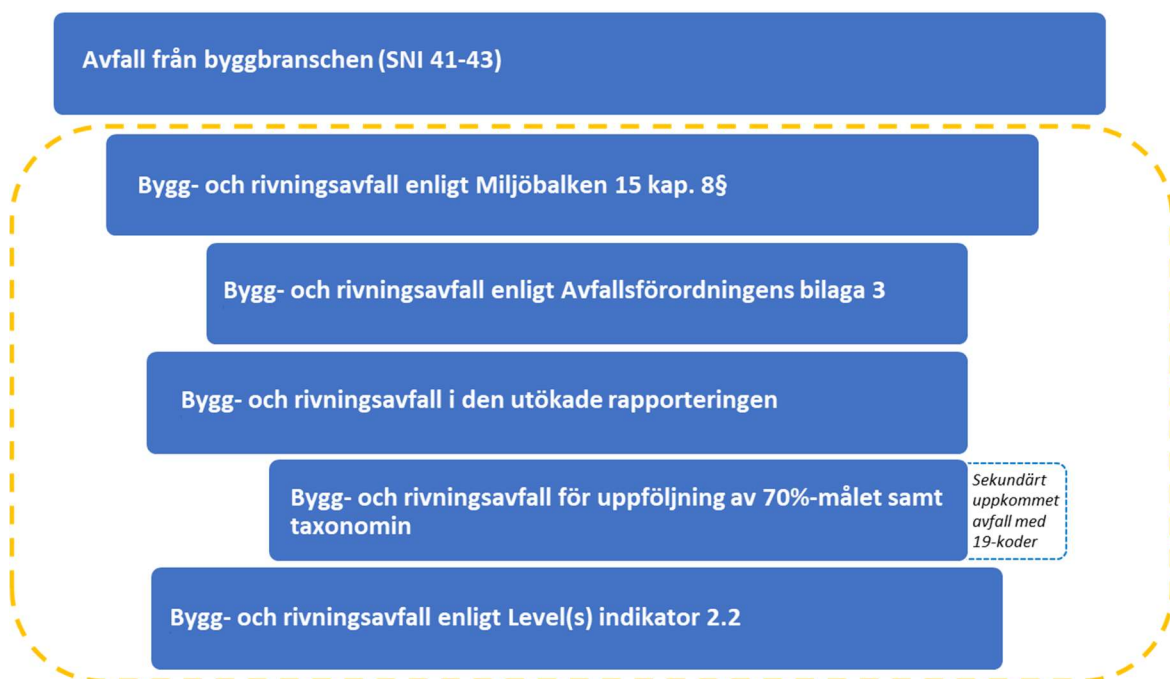 Avfall från byggbranschen (SNI 41-43)
Bygg- och rivningsavfall enligt Miljöbalken 15 kap. 8§
Bygg- och rivningsavfall enligt Avfallsförordningens bilaga 3
Bygg- och rivningsavfall i den utökade rapporteringen
Bygg- och rivningsavfall för uppföljning av 70%-målet samt
taxonomin
Sekundärt
uppkommet
avfall med
19-koder
Bygg- och rivningsavfall enligt Level(s) indikator 2.2